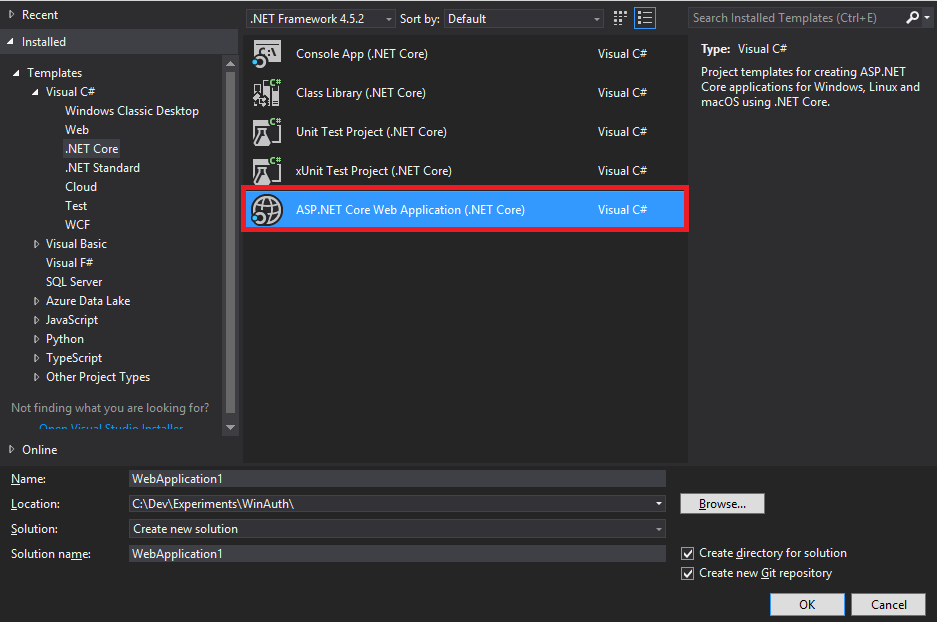 Recent
.NET Framework 4.5.2 Sort by: Default
Search Installed Templates (Ctrl+E)
Installed
Templates
Visual C#
Windows Classic Desktop
Web
.NET Core
.NET Standard
Cloud
Test
WCF
Visual Basic
Visual F#
SQL Server
Azure Data Lake
JavaScript
Python
TypeScript
Other Project Types
Not finding what you are looking for?
Open Visual Studio Installer
Online
Console App (.NET Core) Visual C#
Class Library (.NET Core) Visual C#
Unit Test Project (.NET Core) Visual C#
xUnit Test Project (.NET Core) Visual C#
ASP.NET Core Web Application (.NET Core) Visual C#
Type: Visual C#
Project templates for creating ASP.NET
Core applications for Windows, Linux and
macOS using .NET Core.
Name: WebApplication1
Location: C:\Dev\Experiments\WinAuth\
Browse...
Solution: Create new solution
Solution name: WebApplication1
Create directory for solution
Create new Git repository
OK Cancel